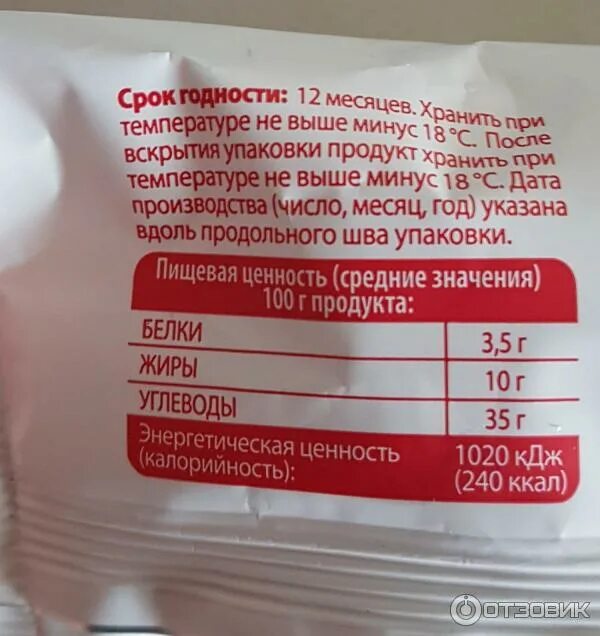 Срок годности: 12 месяцев. Хранить при
температуре не выше минус 18 °С. После
вскрытия упаковки продукт хранить при
температуре не выше минус 18 °С. Дата
производства (число, месяц, год) указана
вдоль продольного шва упаковки.
Пищевая ценность (средние значения)
100 г продукта:
БЕЛКИ 3,5 г
ЖИРЫ 10 г
УГЛЕВОДЫ 35 г
Энергетическая ценность 1020 кДж
(калорийность): (240 ккал)
ОТЗОВИК